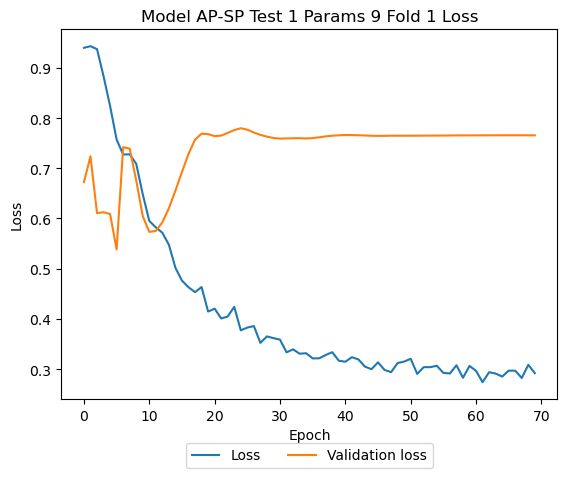 Model AP-SP Test 1 Params 9 Fold 1 Loss
0.9
0.8
0.7
0.6
0.5
0.4
0.3
Loss
0 10 20 30 40 50 60 70
Epoch
Loss Validation loss